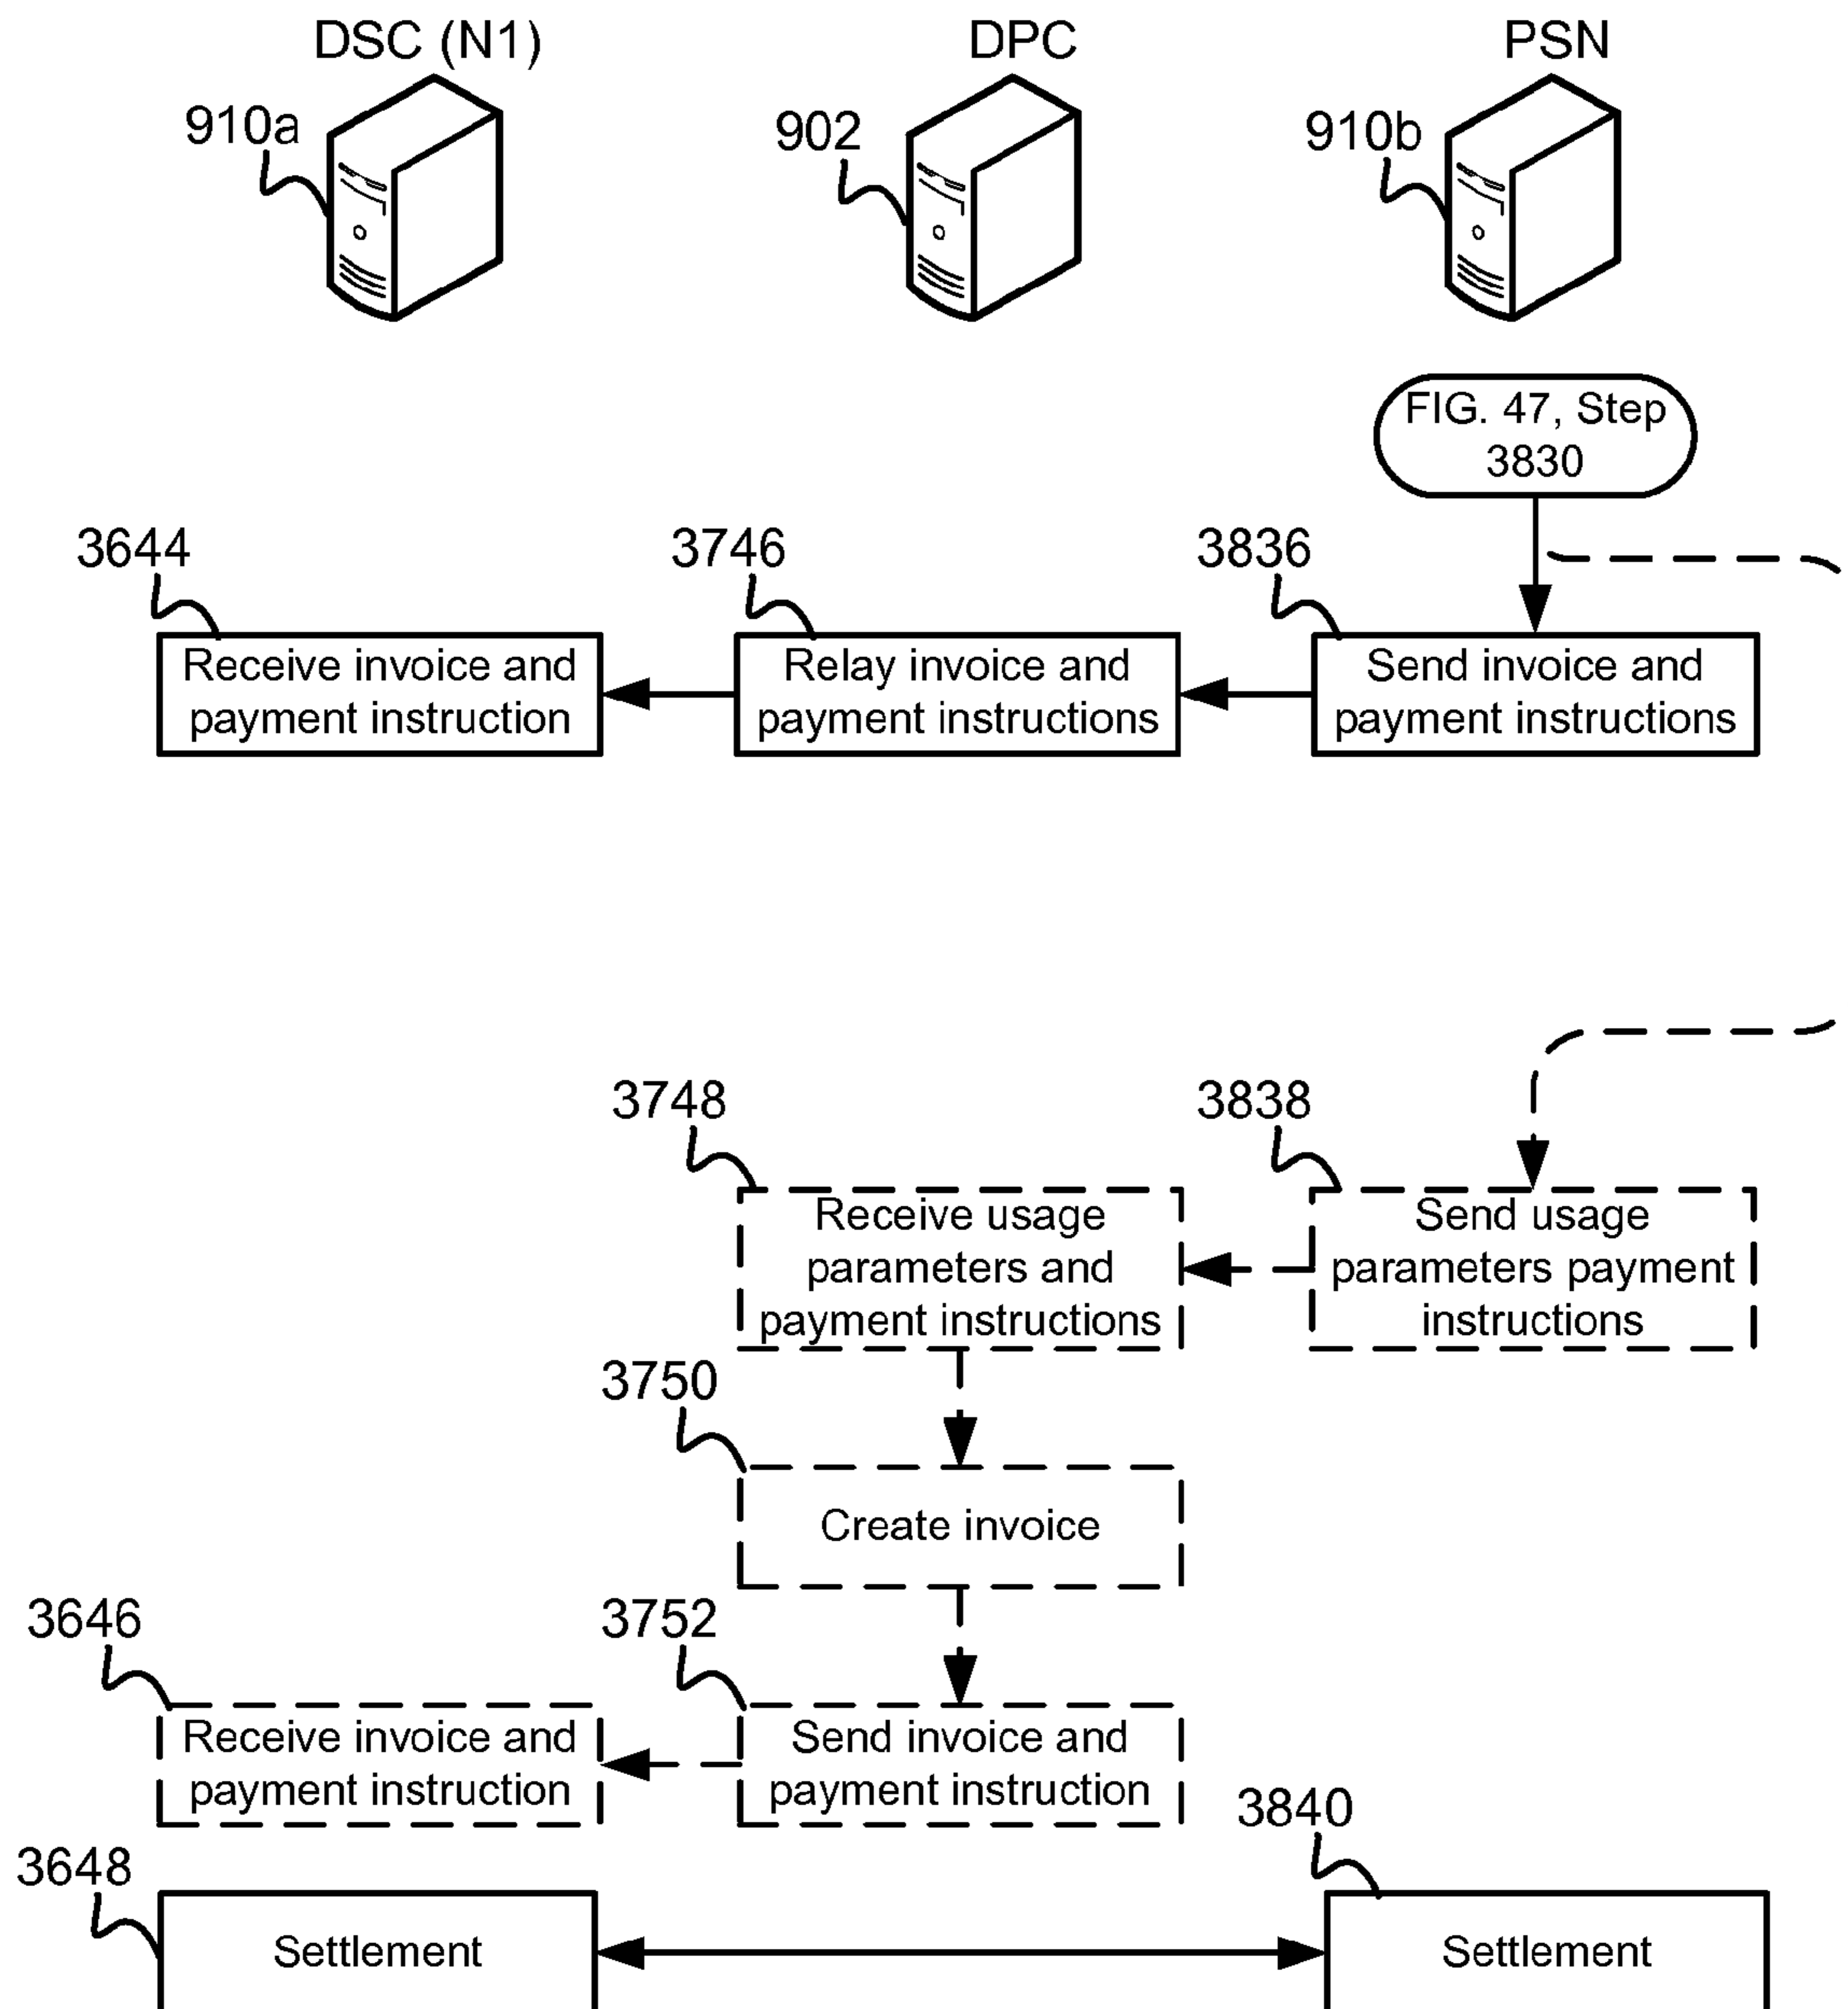 DSC (N1)
DPC
PSN
910a
902
910b
FIG. 47, Step
3830
3644
3746
3836
Receive invoice and
payment instruction
Relay invoice and
payment instructions
Send invoice and
payment instructions
3748
3838
Receive usage
parameters and
payment instructions
Send usage
parameters payment
instructions
3750
Create invoice
3646
3752
Receive invoice and
payment instruction
Send invoice and
payment instruction
3840
3648
Settlement
Settlement